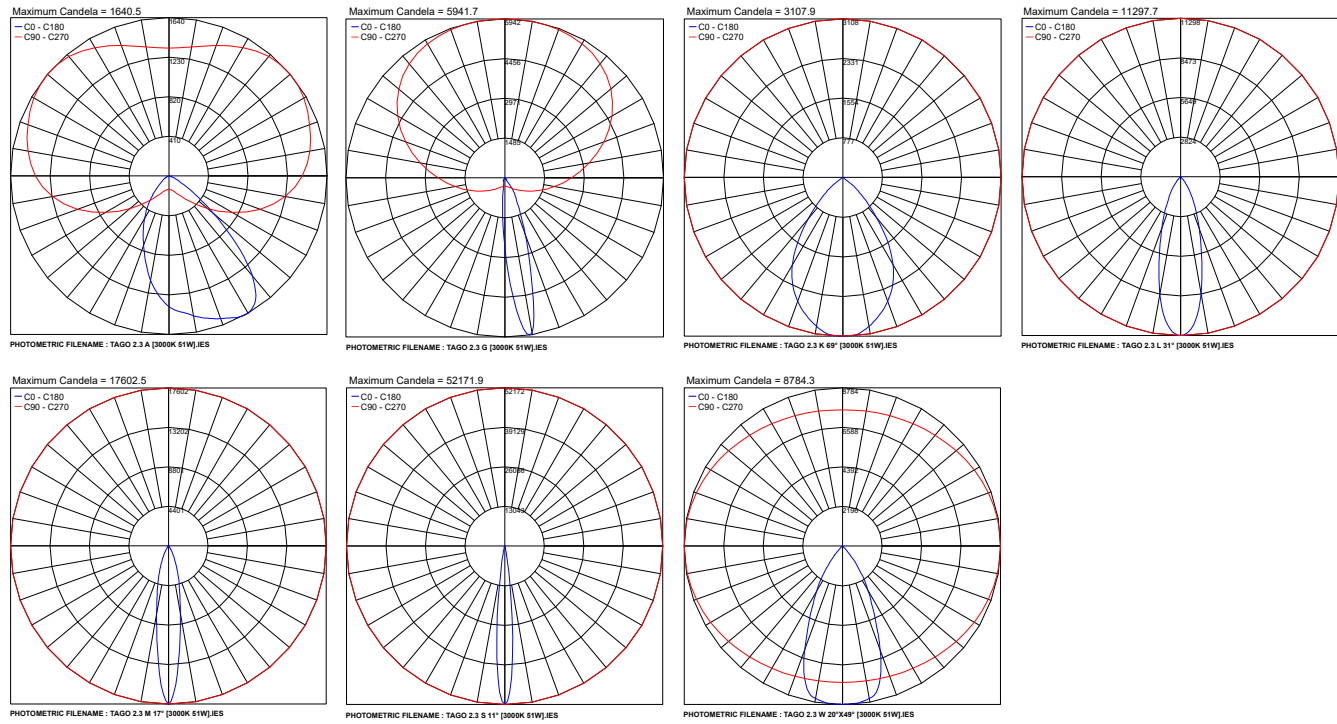 Maximum Candela = 1640.5
C0 - C180
C90 - C270
1640
1230
820
410
PHOTOMETRIC FILENAME : TAGO 2.3 A [3000K 51W].IES
Maximum Candela = 5941.7
C0 - C180
C90 - C270
5942
4456
2971
1485
PHOTOMETRIC FILENAME : TAGO 2.3 G [3000K 51W].IES
Maximum Candela = 3107.9
C0 - C180
C90 - C270
3108
2331
1554
777
PHOTOMETRIC FILENAME : TAGO 2.3 K 69° [3000K 51W].IES
Maximum Candela = 11297.7
C0 - C180
C90 - C270
11298
8473
5649
2824
PHOTOMETRIC FILENAME : TAGO 2.3 L 31° [3000K 51W].IES
Maximum Candela = 17602.5
C0 - C180
C90 - C270
17602
13202
8801
4401
PHOTOMETRIC FILENAME : TAGO 2.3 M 17° [3000K 51W].IES
Maximum Candela = 52171.9
C0 - C180
C90 - C270
52172
39129
26086
13043
PHOTOMETRIC FILENAME : TAGO 2.3 S 11° [3000K 51W].IES
Maximum Candela = 8784.3
C0 - C180
C90 - C270
8784
6588
4392
2196
PHOTOMETRIC FILENAME : TAGO 2.3 W 20°X49° [3000K 51W].IES